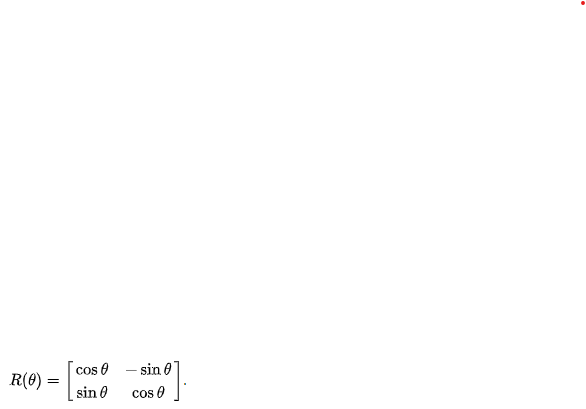 R(θ) = [cos θ  − sin θ
sin θ  cos θ].